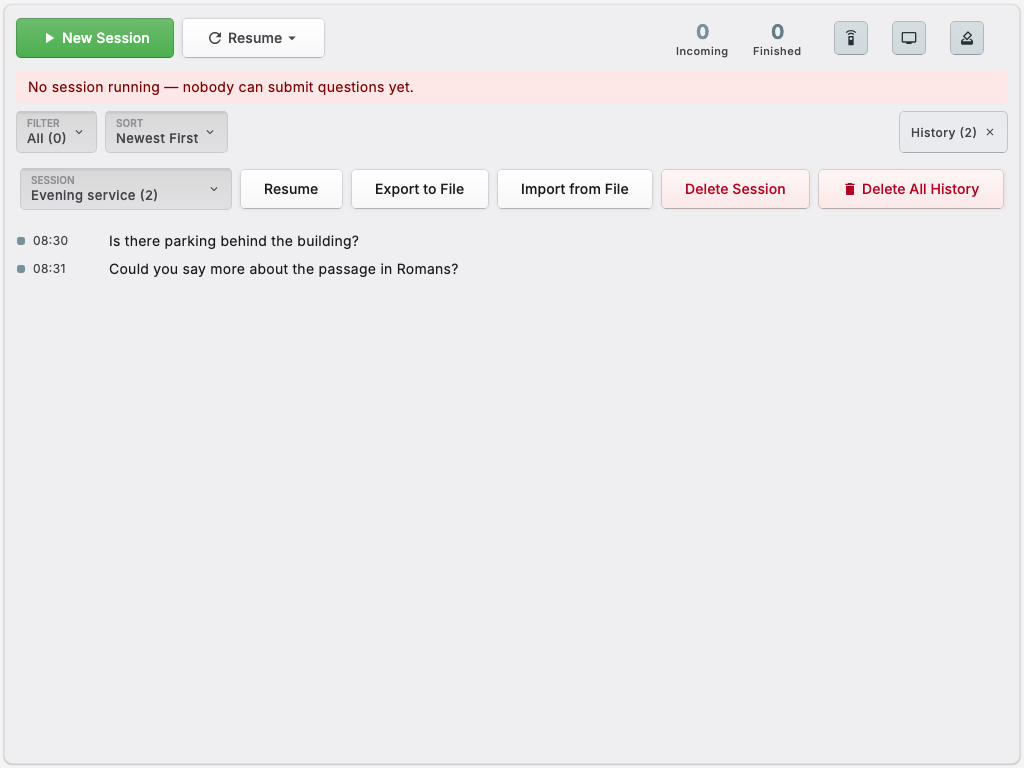 New Session
Resume
0
Incoming
0
Finished
No session running — nobody can submit questions yet.
FILTER
All (0)
SORT
Newest First
History (2) ×
SESSION
Evening service (2)
Resume
Export to File
Import from File
Delete Session
Delete All History
08:30 Is there parking behind the building?
08:31 Could you say more about the passage in Romans?